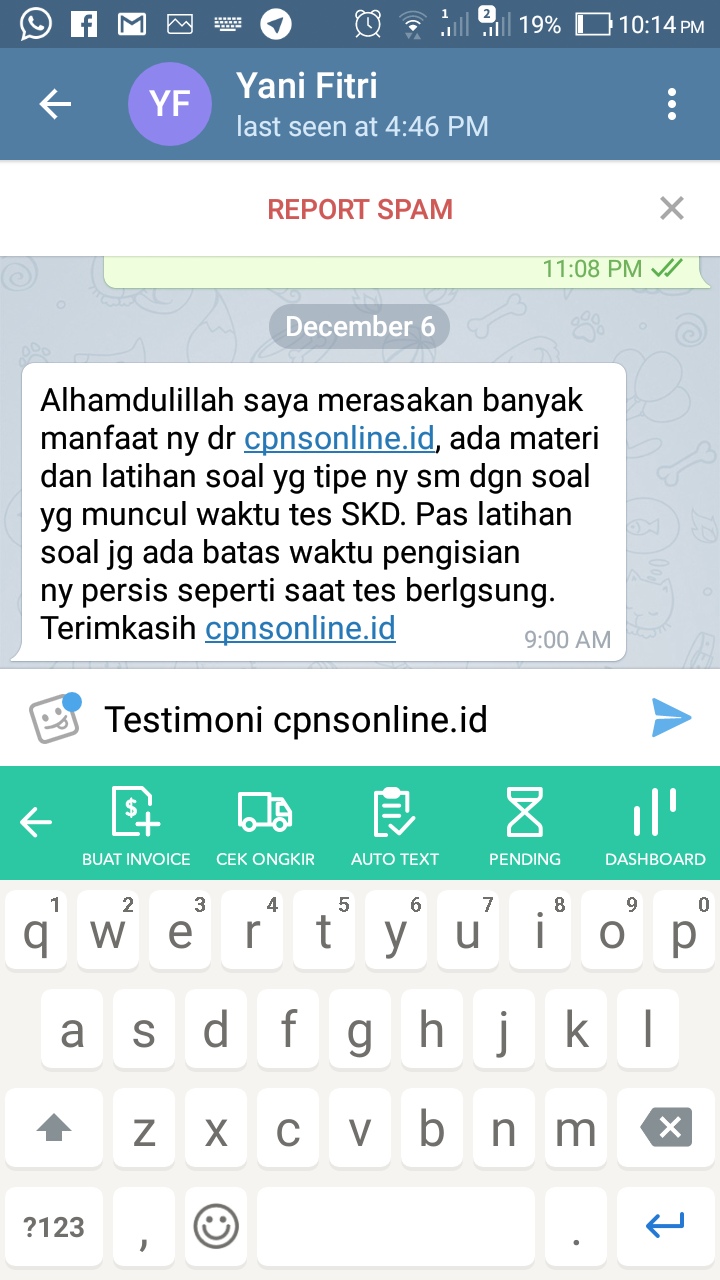 1 2 19% 10:14 PM
YF Yani Fitri
last seen at 4:46 PM
REPORT SPAM
11:08 PM
December 6
Alhamdulillah saya merasakan banyak
manfaat ny dr cpnsonline.id, ada materi
dan latihan soal yg tipe ny sm dgn soal
yg muncul waktu tes SKD. Pas latihan
soal jg ada batas waktu pengisian
ny persis seperti saat tes berlgsung.
Terimkasih cpnsonline.id
9:00 AM
Testimoni cpnsonline.id
BUAT INVOICE CEK ONGKIR AUTO TEXT PENDING DASHBOARD
1 2 3 4 5 6 7 8 9 0
q w e r t y u i o p
a s d f g h j k l
z x c v b n m
?123 , .